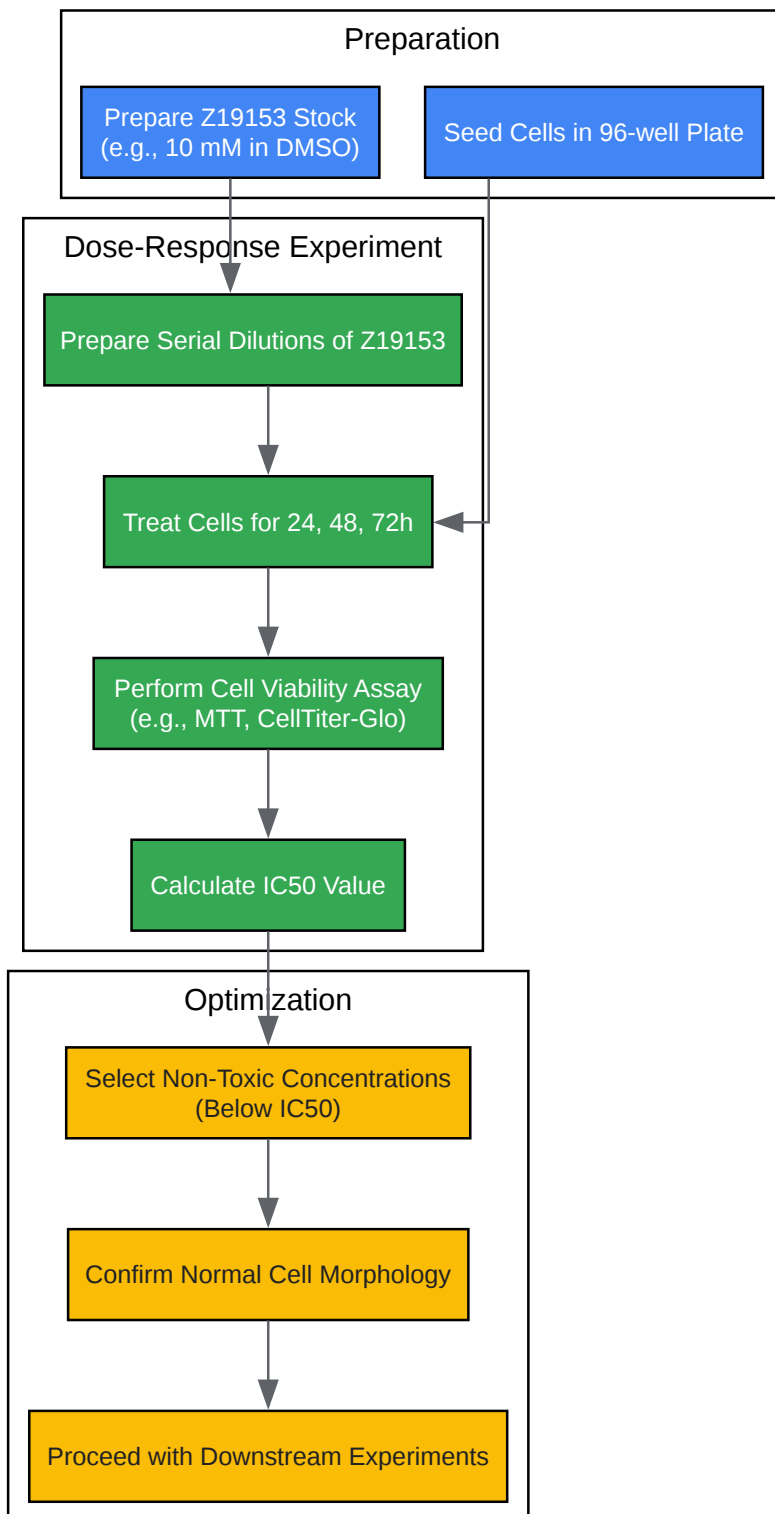 Preparation
Prepare Z19153 Stock
(e.g., 10 mM in DMSO)
Seed Cells in 96-well Plate
Dose-Response Experiment
Prepare Serial Dilutions of Z19153
Treat Cells for 24, 48, 72h
Perform Cell Viability Assay
(e.g., MTT, CellTiter-Glo)
Calculate IC50 Value
Optimization
Select Non-Toxic Concentrations
(Below IC50)
Confirm Normal Cell Morphology
Proceed with Downstream Experiments